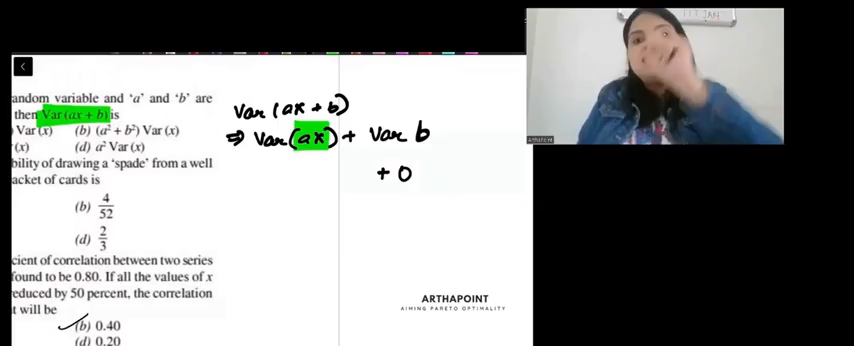 andom variable and 'a' and 'b' are
then Var (ax + b) is
Var (x) (b) (a² + b²) Var (x)
(x) (d) a² Var (x)
bility of drawing a 'spade' from a well
acket of cards is
(b) 4/52
(d) 2/3
cient of correlation between two series
found to be 0.80. If all the values of x
educed by 50 percent, the correlation
t will be
(b) 0.40
(d) 0.20
Var (ax + b)
⇒ Var (ax) + Var b
+ 0
ARTHAPOINT
AIMING PARETO OPTIMALITY
11 JAN
ArthaPoint